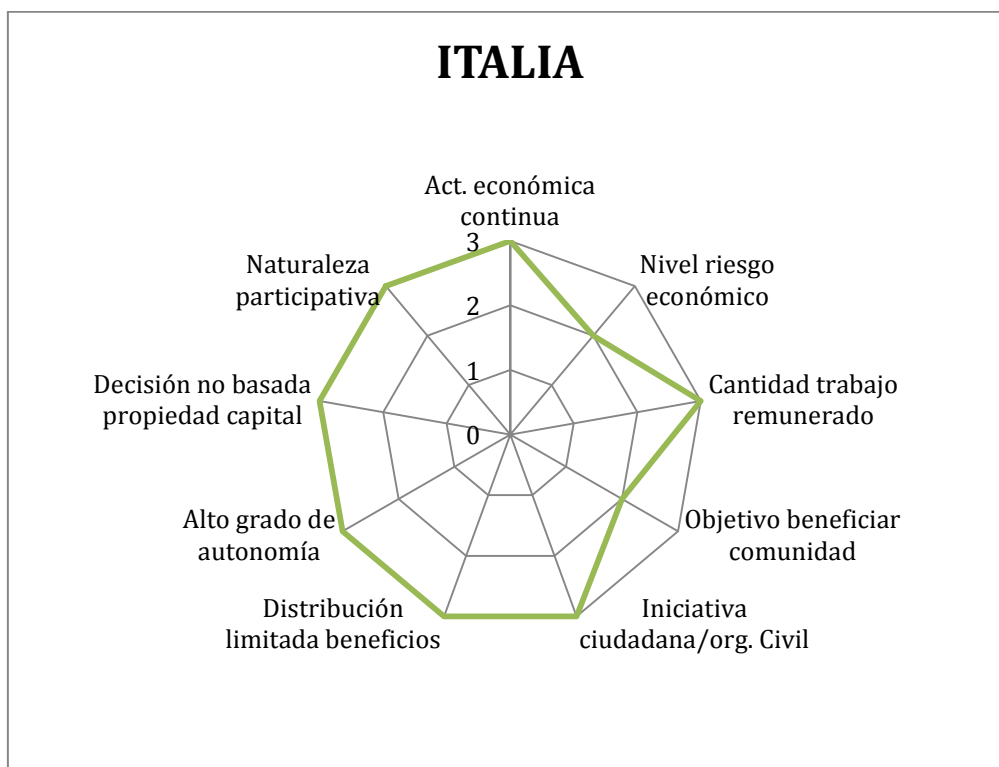 ITALIA
Act. económica
continua
3
2
1
0
Nivel riesgo
económico
Cantidad trabajo
remunerado
Objetivo beneficiar
comunidad
Iniciativa
ciudadana/org. Civil
Distribución
limitada beneficios
Alto grado de
autonomía
Decisión no basada
propiedad capital
Naturaleza
participativa